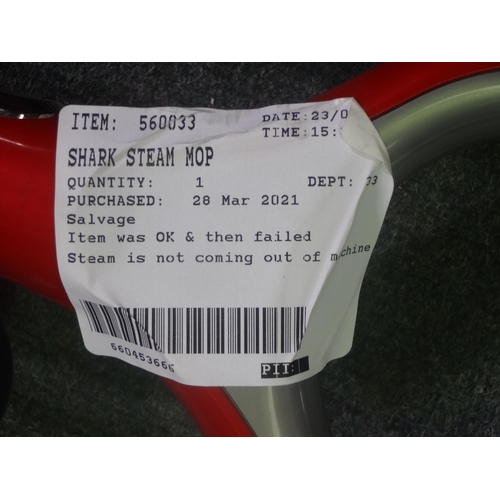 ITEM: 560033 DATE: 23/0
TIME: 15:
SHARK STEAM MOP
QUANTITY: 1 DEPT: 33
PURCHASED: 28 Mar 2021
Salvage
Item was OK & then failed
Steam is not coming out of machine
660453666
PII: